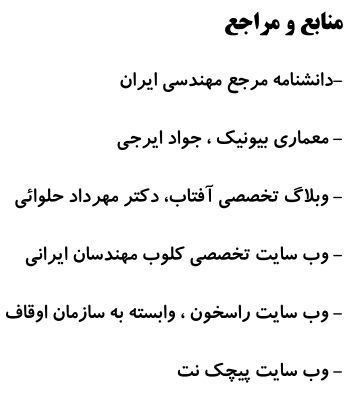 منابع و مراجع
–دانشنامه مرجع مهندسی ایران
– معماری بیونیک ، جواد ایرجی
– وبلاگ تخصصی آفتاب، دکتر مهرداد حلوائی
– وب سایت تخصصی کلوب مهندسان ایرانی
– وب سایت راسخون ، وابسته به سازمان اوقاف
– وب سایت پیچک نت